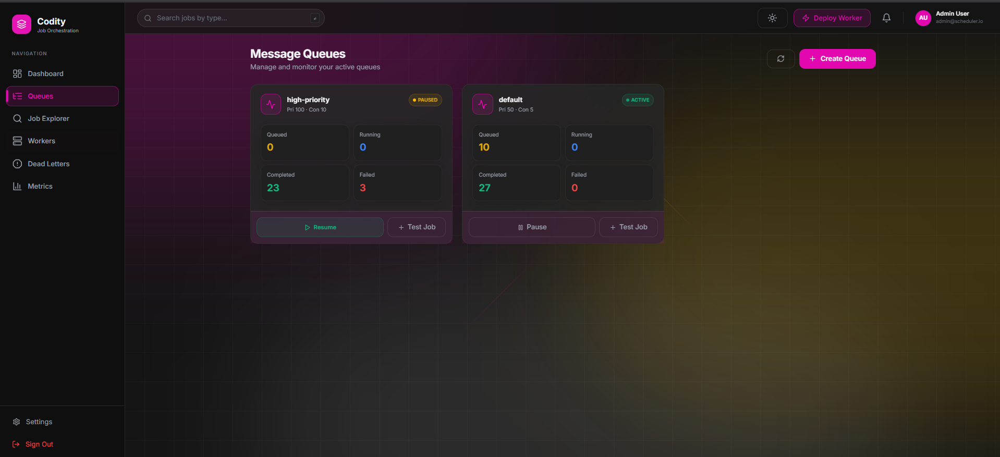 Codity
Job Orchestration
Search jobs by type...
Deploy Worker
AU
Admin User
admin@scheduler.io
NAVIGATION
Dashboard
Queues
Job Explorer
Workers
Dead Letters
Metrics
Settings
Sign Out
Message Queues
Manage and monitor your active queues
+ Create Queue
high-priority
Pri 100 · Con 10
PAUSED
Queued
0
Running
0
Completed
23
Failed
3
Resume
+ Test Job
default
Pri 50 · Con 5
ACTIVE
Queued
10
Running
0
Completed
27
Failed
0
Pause
+ Test Job